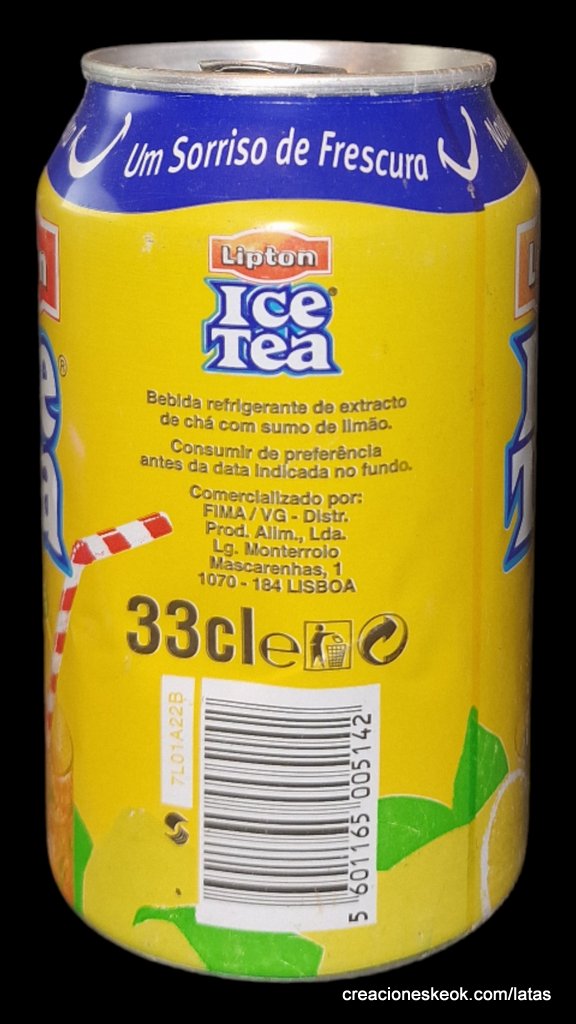 Um Sorriso de Frescura
Lipton
Ice
Tea
Bebida refrigerante de extracto
de chá com sumo de limão.
Consumir de preferência
antes da data indicada no fundo.
Comercializado por:
FIMA / VG - Distr.
Prod. Alim., Lda.
Lg. Monterroio
Mascarenhas, 1
1070 - 184 LISBOA
33cl e
7L01A22B
5 601165 005142
creacioneskeok.com/latas